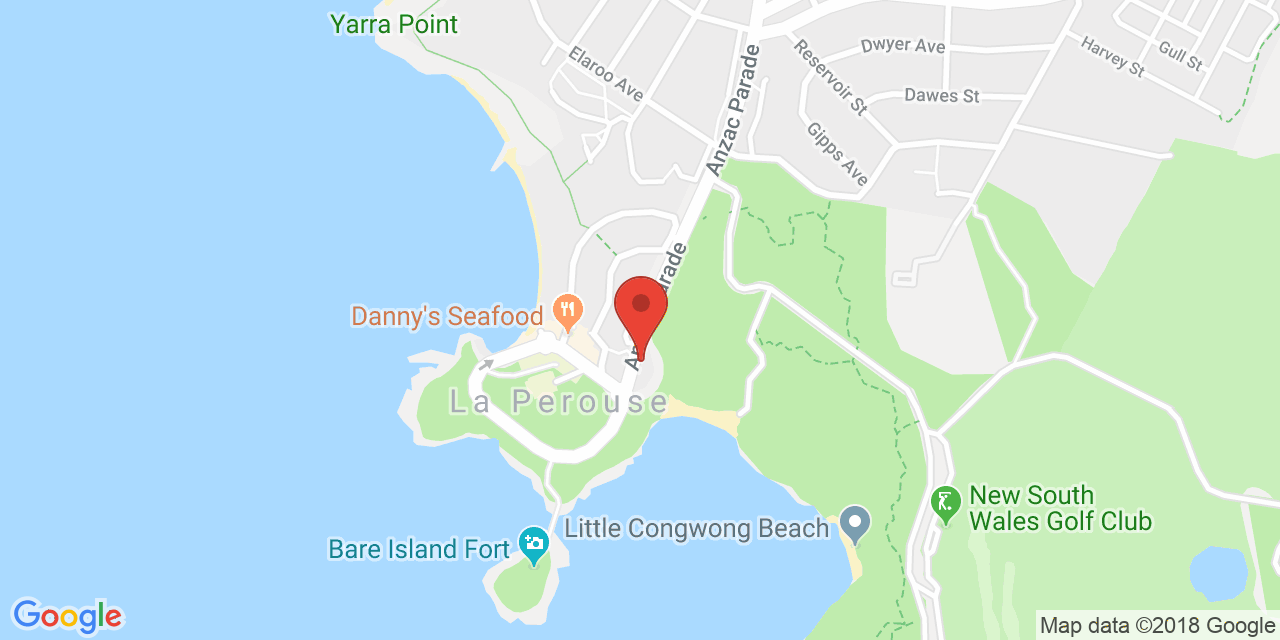 Yarra Point
Elaroo Ave
Anzac Parade
Reservoir St
Dwyer Ave
Harvey St
Gull St
Dawes St
Gipps Ave
Danny's Seafood
La Perouse
Little Congwong Beach
New South
Wales Golf Club
Bare Island Fort
Google
Map data ©2018 Google